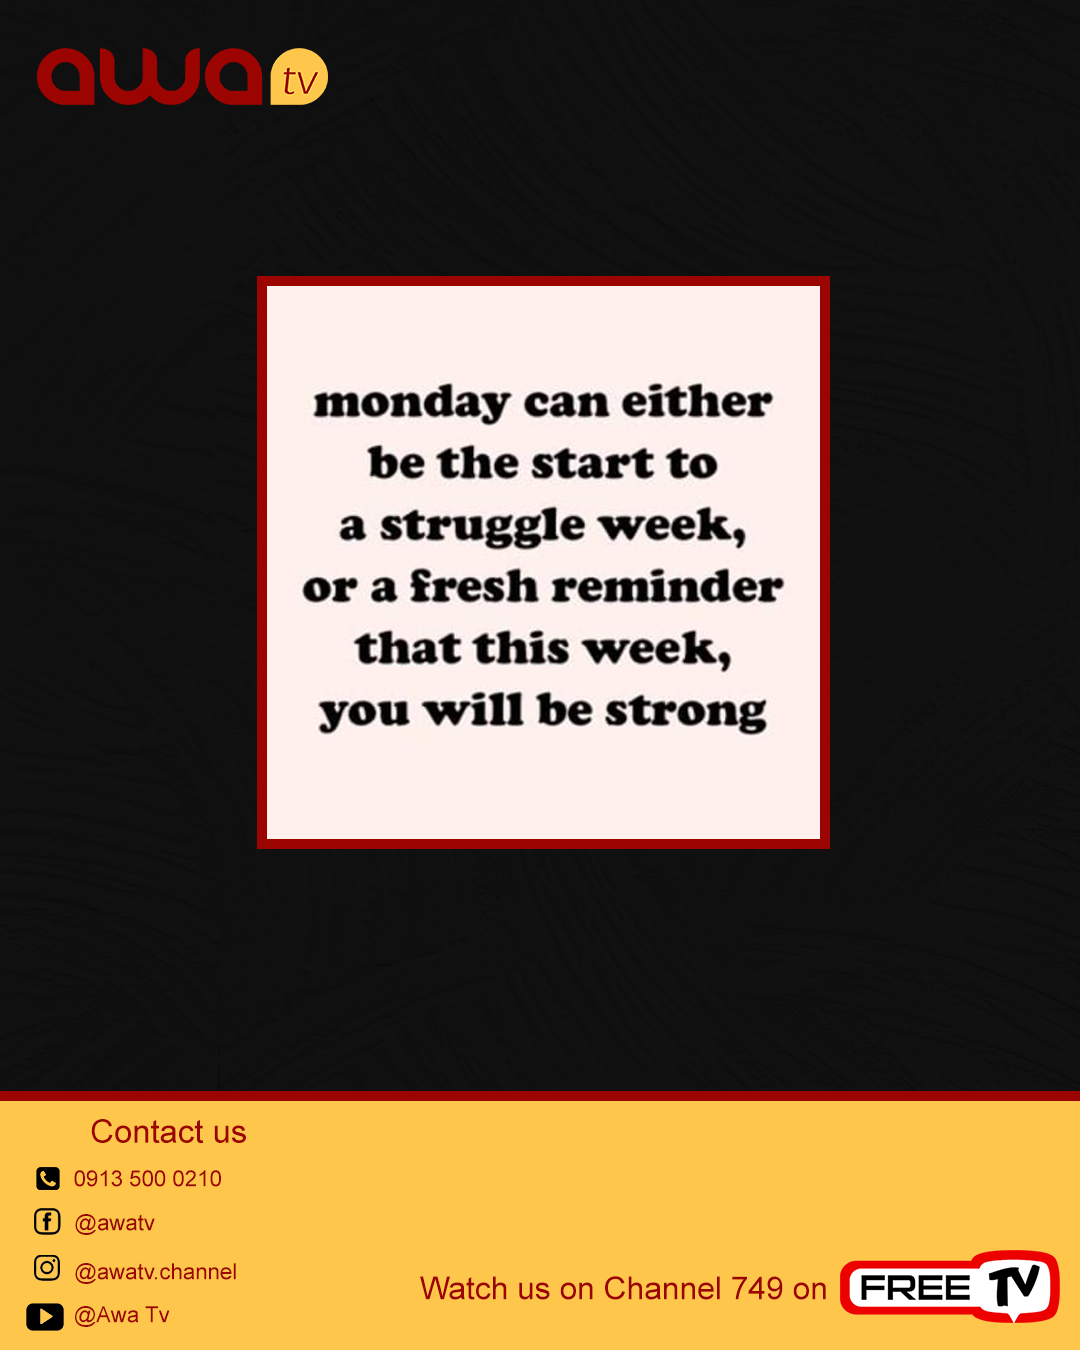 awa tv
monday can either
be the start to
a struggle week,
or a fresh reminder
that this week,
you will be strong
Contact us
0913 500 0210
@awatv
@awatv.channel
@Awa Tv
Watch us on Channel 749 on FREE TV